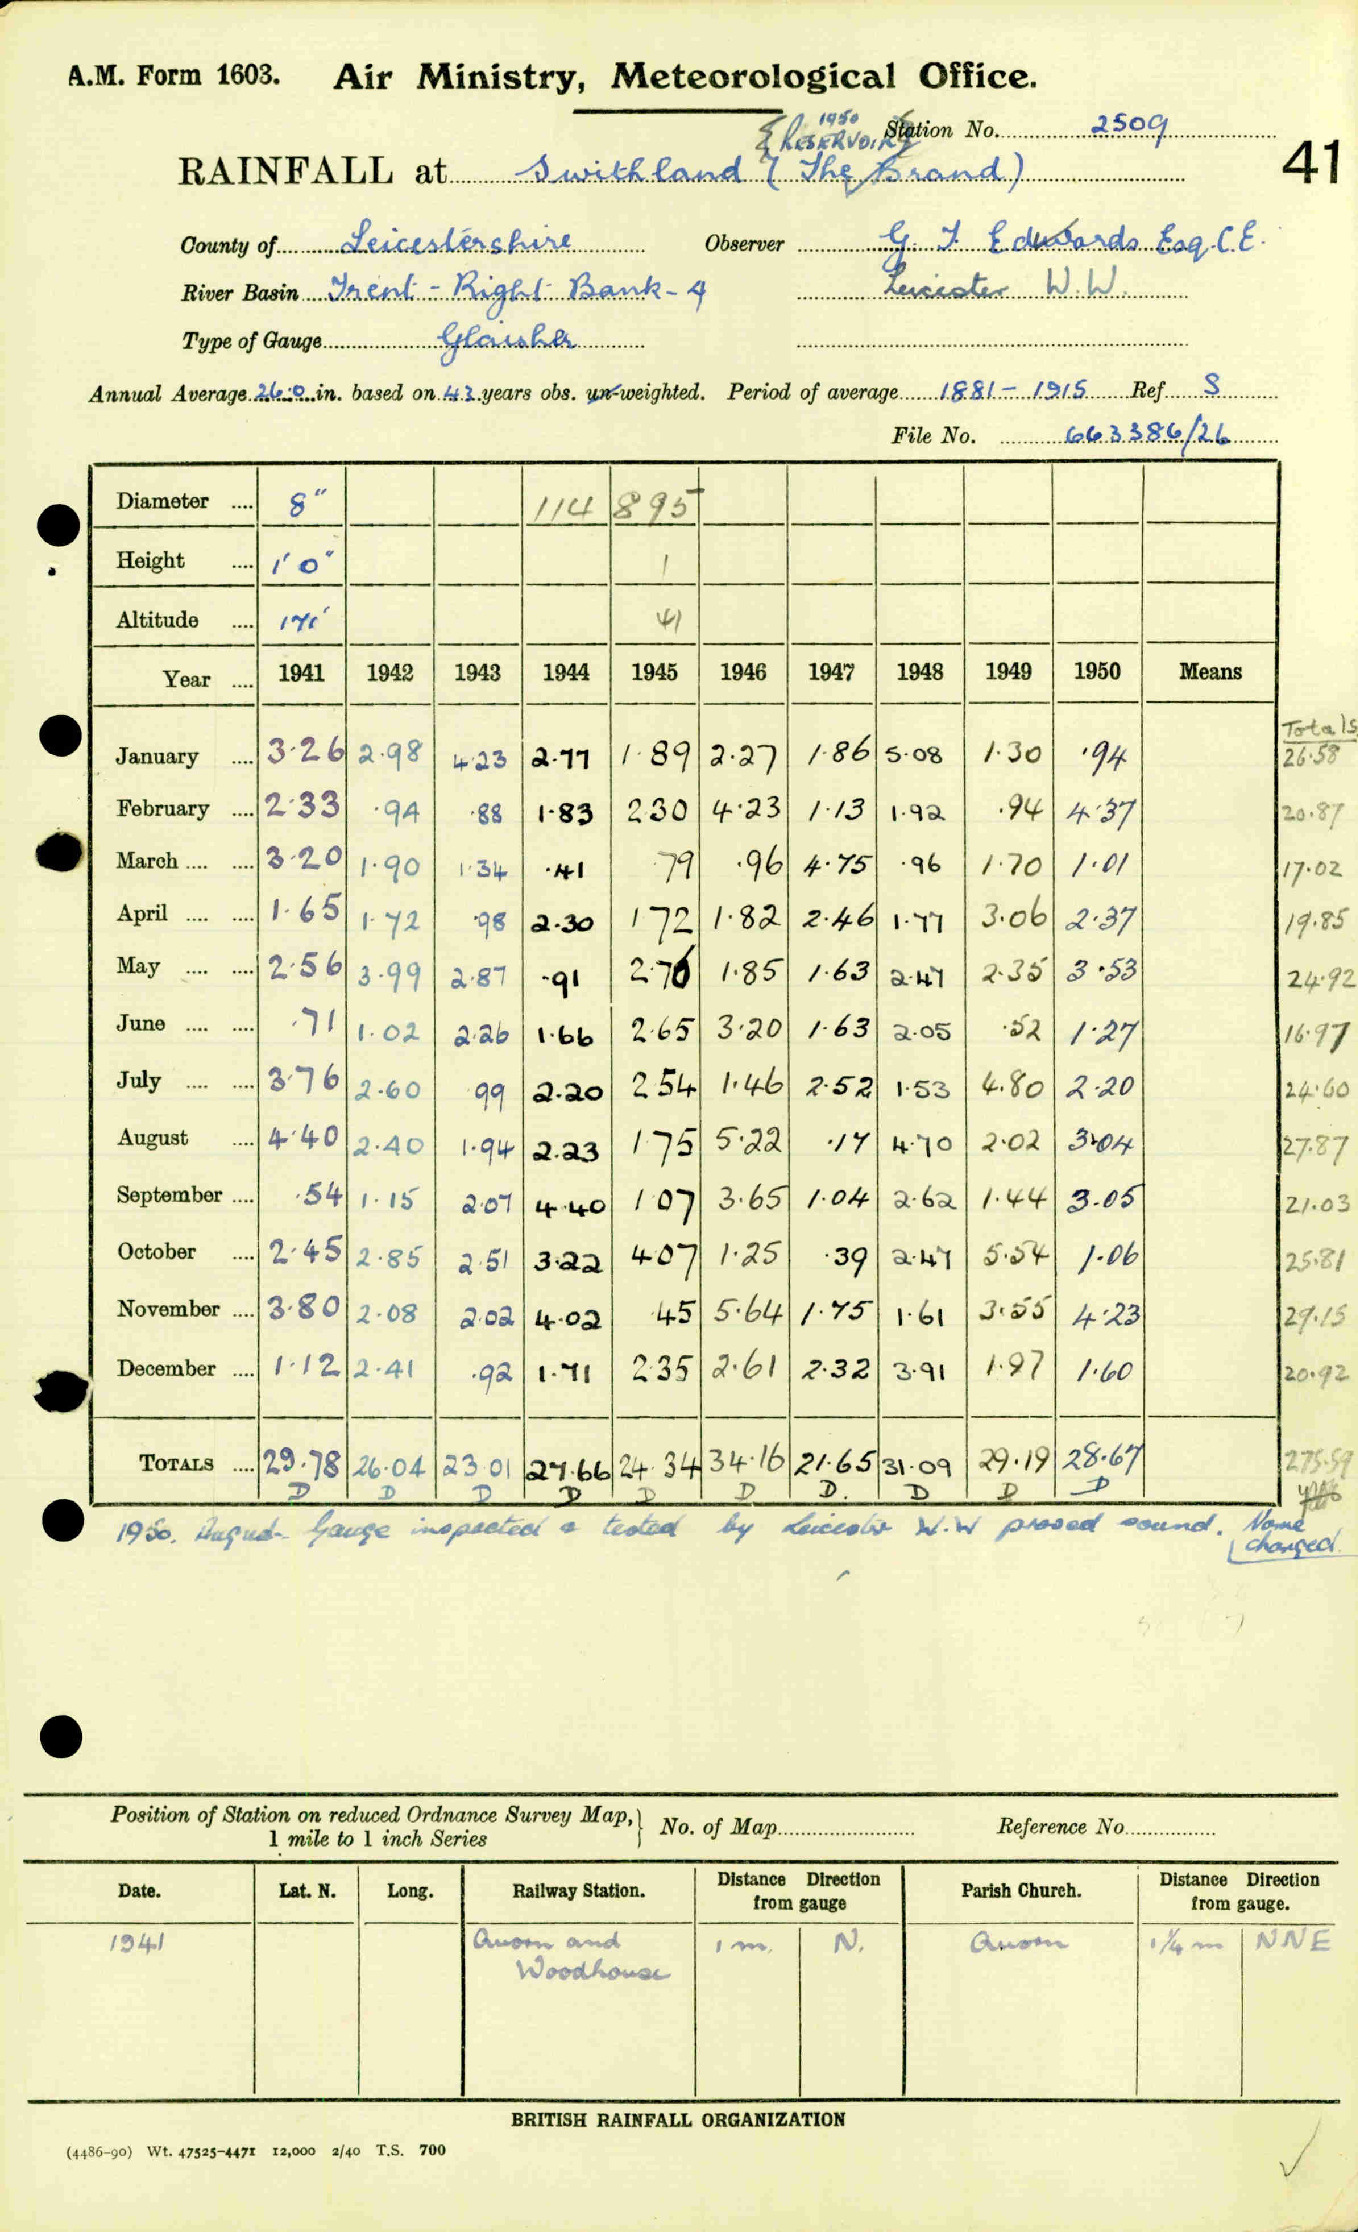 A.M. Form 1603. Air Ministry, Meteorological Office.
1950
RESERVOIR Station No. 2509
41
RAINFALL at Swithland (The Brand)
County of Leicestershire Observer G. F. Edwards Esq. C.E.
River Basin Trent - Right Bank - 4 Leicester W.W.
Type of Gauge Glaisher
Annual Average 26.0 in. based on 43 years obs. un-weighted. Period of average 1881 - 1915 Ref S
File No. 663386/26
Diameter .... 8" 114 895
Height .... 1' 0" 1
Altitude .... 171' 41
Year .... 1941 1942 1943 1944 1945 1946 1947 1948 1949 1950 Means
Totals
January .... 3.26 2.98 4.23 2.77 1 89 2.27 1.86 5.08 1.30 .94 26.58
February .... 2.33 .94 .88 1.83 2 30 4.23 1.13 1.92 .94 4.37 20.87
March .... .... 3.20 1.90 1.34 .41 .79 .96 4.75 .96 1.70 1.01 17.02
April .... .... 1.65 1.72 .98 2.30 1 72 1.82 2.46 1.77 3.06 2.37 19.85
May .... .... 2.56 3.99 2.87 .91 2.76 1.85 1.63 2.47 2.35 3.53 24.92
June .... .... .71 1.02 2.26 1.66 2.65 3.20 1.63 2.05 .52 1.27 16.97
July .... .... 3.76 2.60 .99 2.20 2 54 1.46 2.52 1.53 4.80 2.20 24.60
August .... 4.40 2.40 1.94 2.23 1.75 5.22 .17 4.70 2.02 3.04 27.87
September .... .54 1.15 2.07 4.40 1 07 3.65 1.04 2.62 1.44 3.05 21.03
October .... 2.45 2.85 2.51 3.22 4 07 1.25 .39 2.47 5.54 1.06 25.81
November .... 3.80 2.08 2.02 4.02 .45 5.64 1.75 1.61 3.55 4.23 29.15
December .... 1.12 2.41 .92 1.71 2 35 2.61 2.32 3.91 1.97 1.60 20.92
TOTALS .... 29.78 26.04 23.01 27.66 24.34 34.16 21.65 31.09 29.19 28.67 275.59
D D D D D D D. D D D
1950. August - Gauge inspected & tested by Leicester W.W proved sound. Name
changed.
Position of Station on reduced Ordnance Survey Map, } No. of Map Reference No.
1 mile to 1 inch Series
Date. Lat. N. Long. Railway Station. Distance Direction from gauge Parish Church. Distance Direction from gauge.
1941 Quorn and 1 m. N. Quorn 1¼ m NNE
Woodhouse
BRITISH RAINFALL ORGANIZATION
(4486-90) Wt. 47525-4471 12,000 2/40 T.S. 700